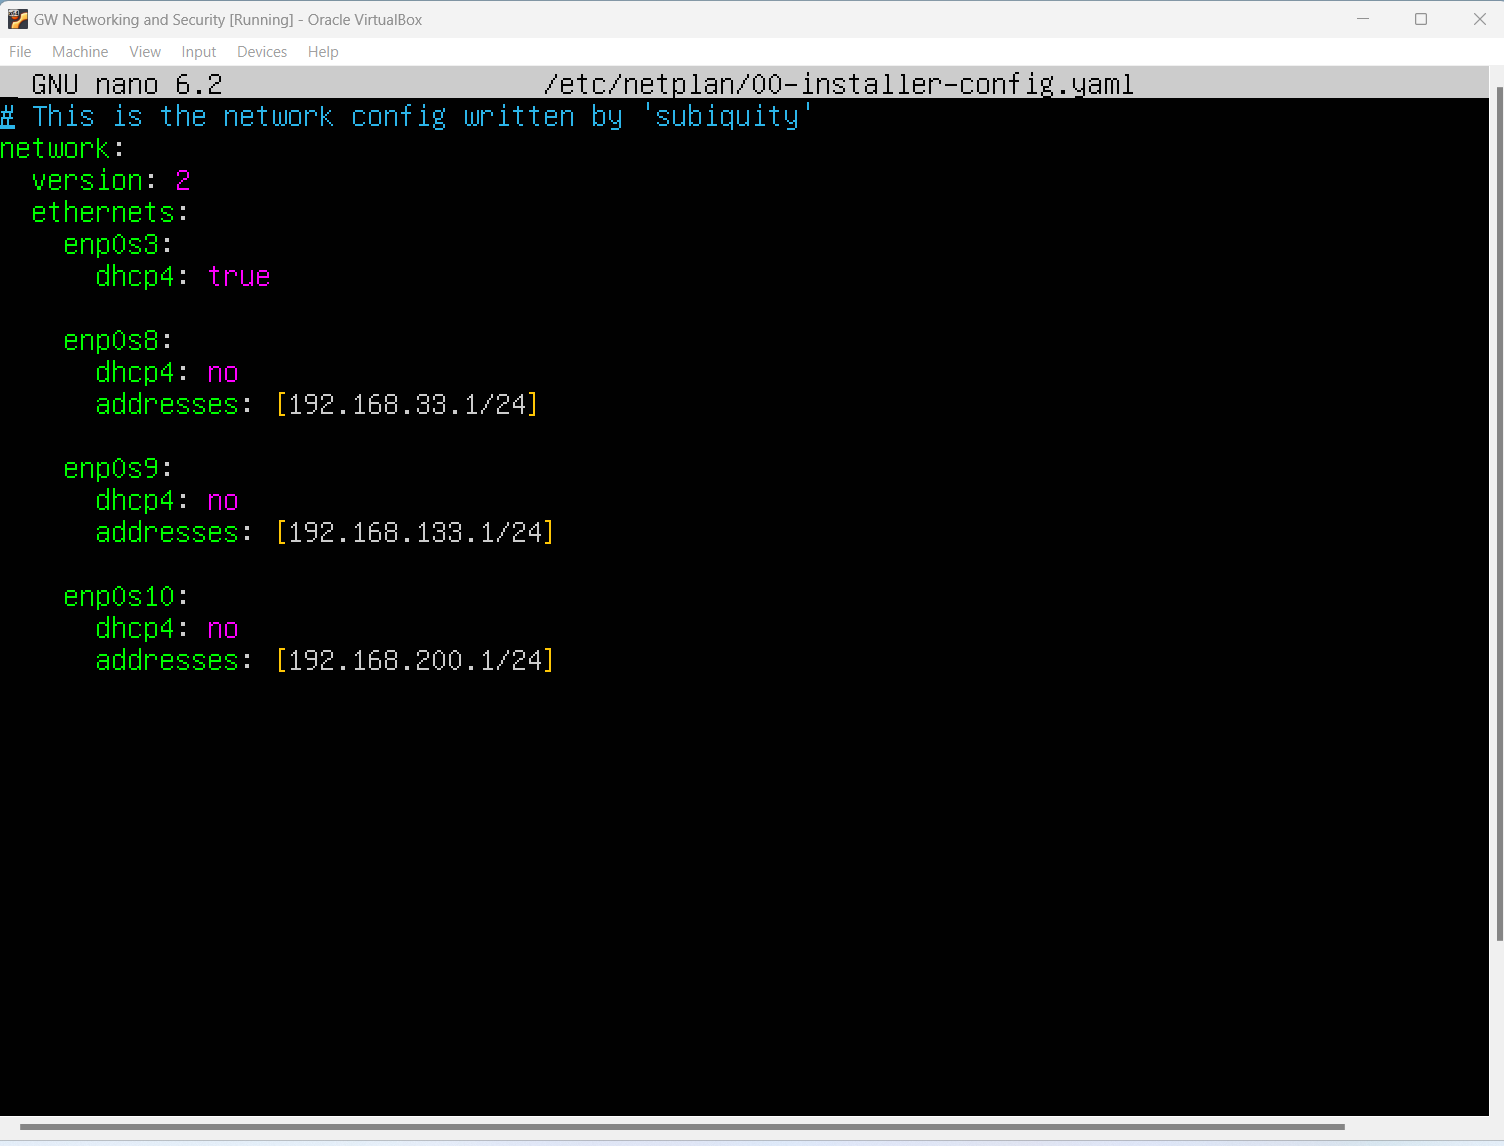 GW Networking and Security [Running] - Oracle VirtualBox
File Machine View Input Devices Help
GNU nano 6.2 /etc/netplan/00-installer-config.yaml
# This is the network config written by 'subiquity'
network:
  version: 2
  ethernets:
    enp0s3:
      dhcp4: true
    enp0s8:
      dhcp4: no
      addresses: [192.168.33.1/24]
    enp0s9:
      dhcp4: no
      addresses: [192.168.133.1/24]
    enp0s10:
      dhcp4: no
      addresses: [192.168.200.1/24]